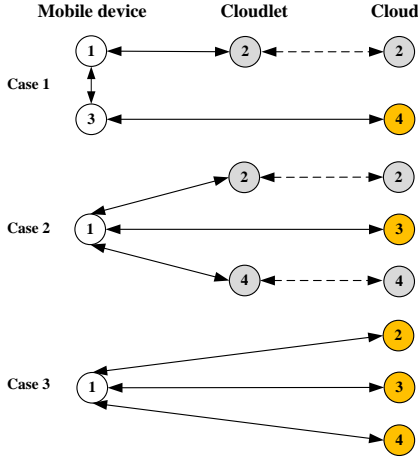 Mobile device Cloudlet Cloud
1 2 2
Case 1
3 4
2 2
Case 2 1 3
4 4
2
Case 3 1 3
4